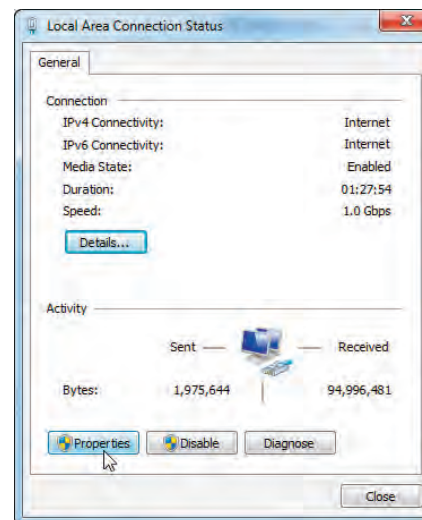 Local Area Connection Status
General
Connection
IPv4 Connectivity: Internet
IPv6 Connectivity: Internet
Media State: Enabled
Duration: 01:27:54
Speed: 1.0 Gbps
Details...
Activity
Sent Received
Bytes: 1,975,644 94,996,481
Properties Disable Diagnose
Close